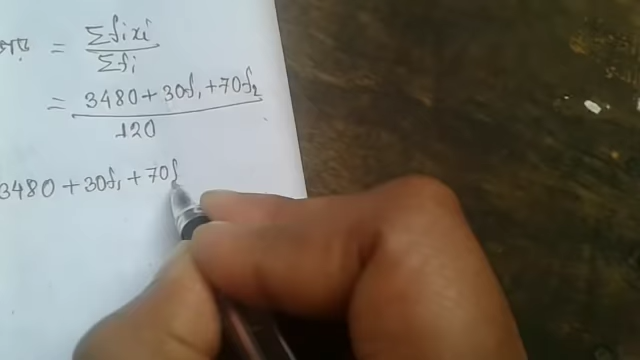 = Σfixi
Σfi
= 3480 + 30f₁ + 70f₂
120
3480 + 30f₁ + 70f